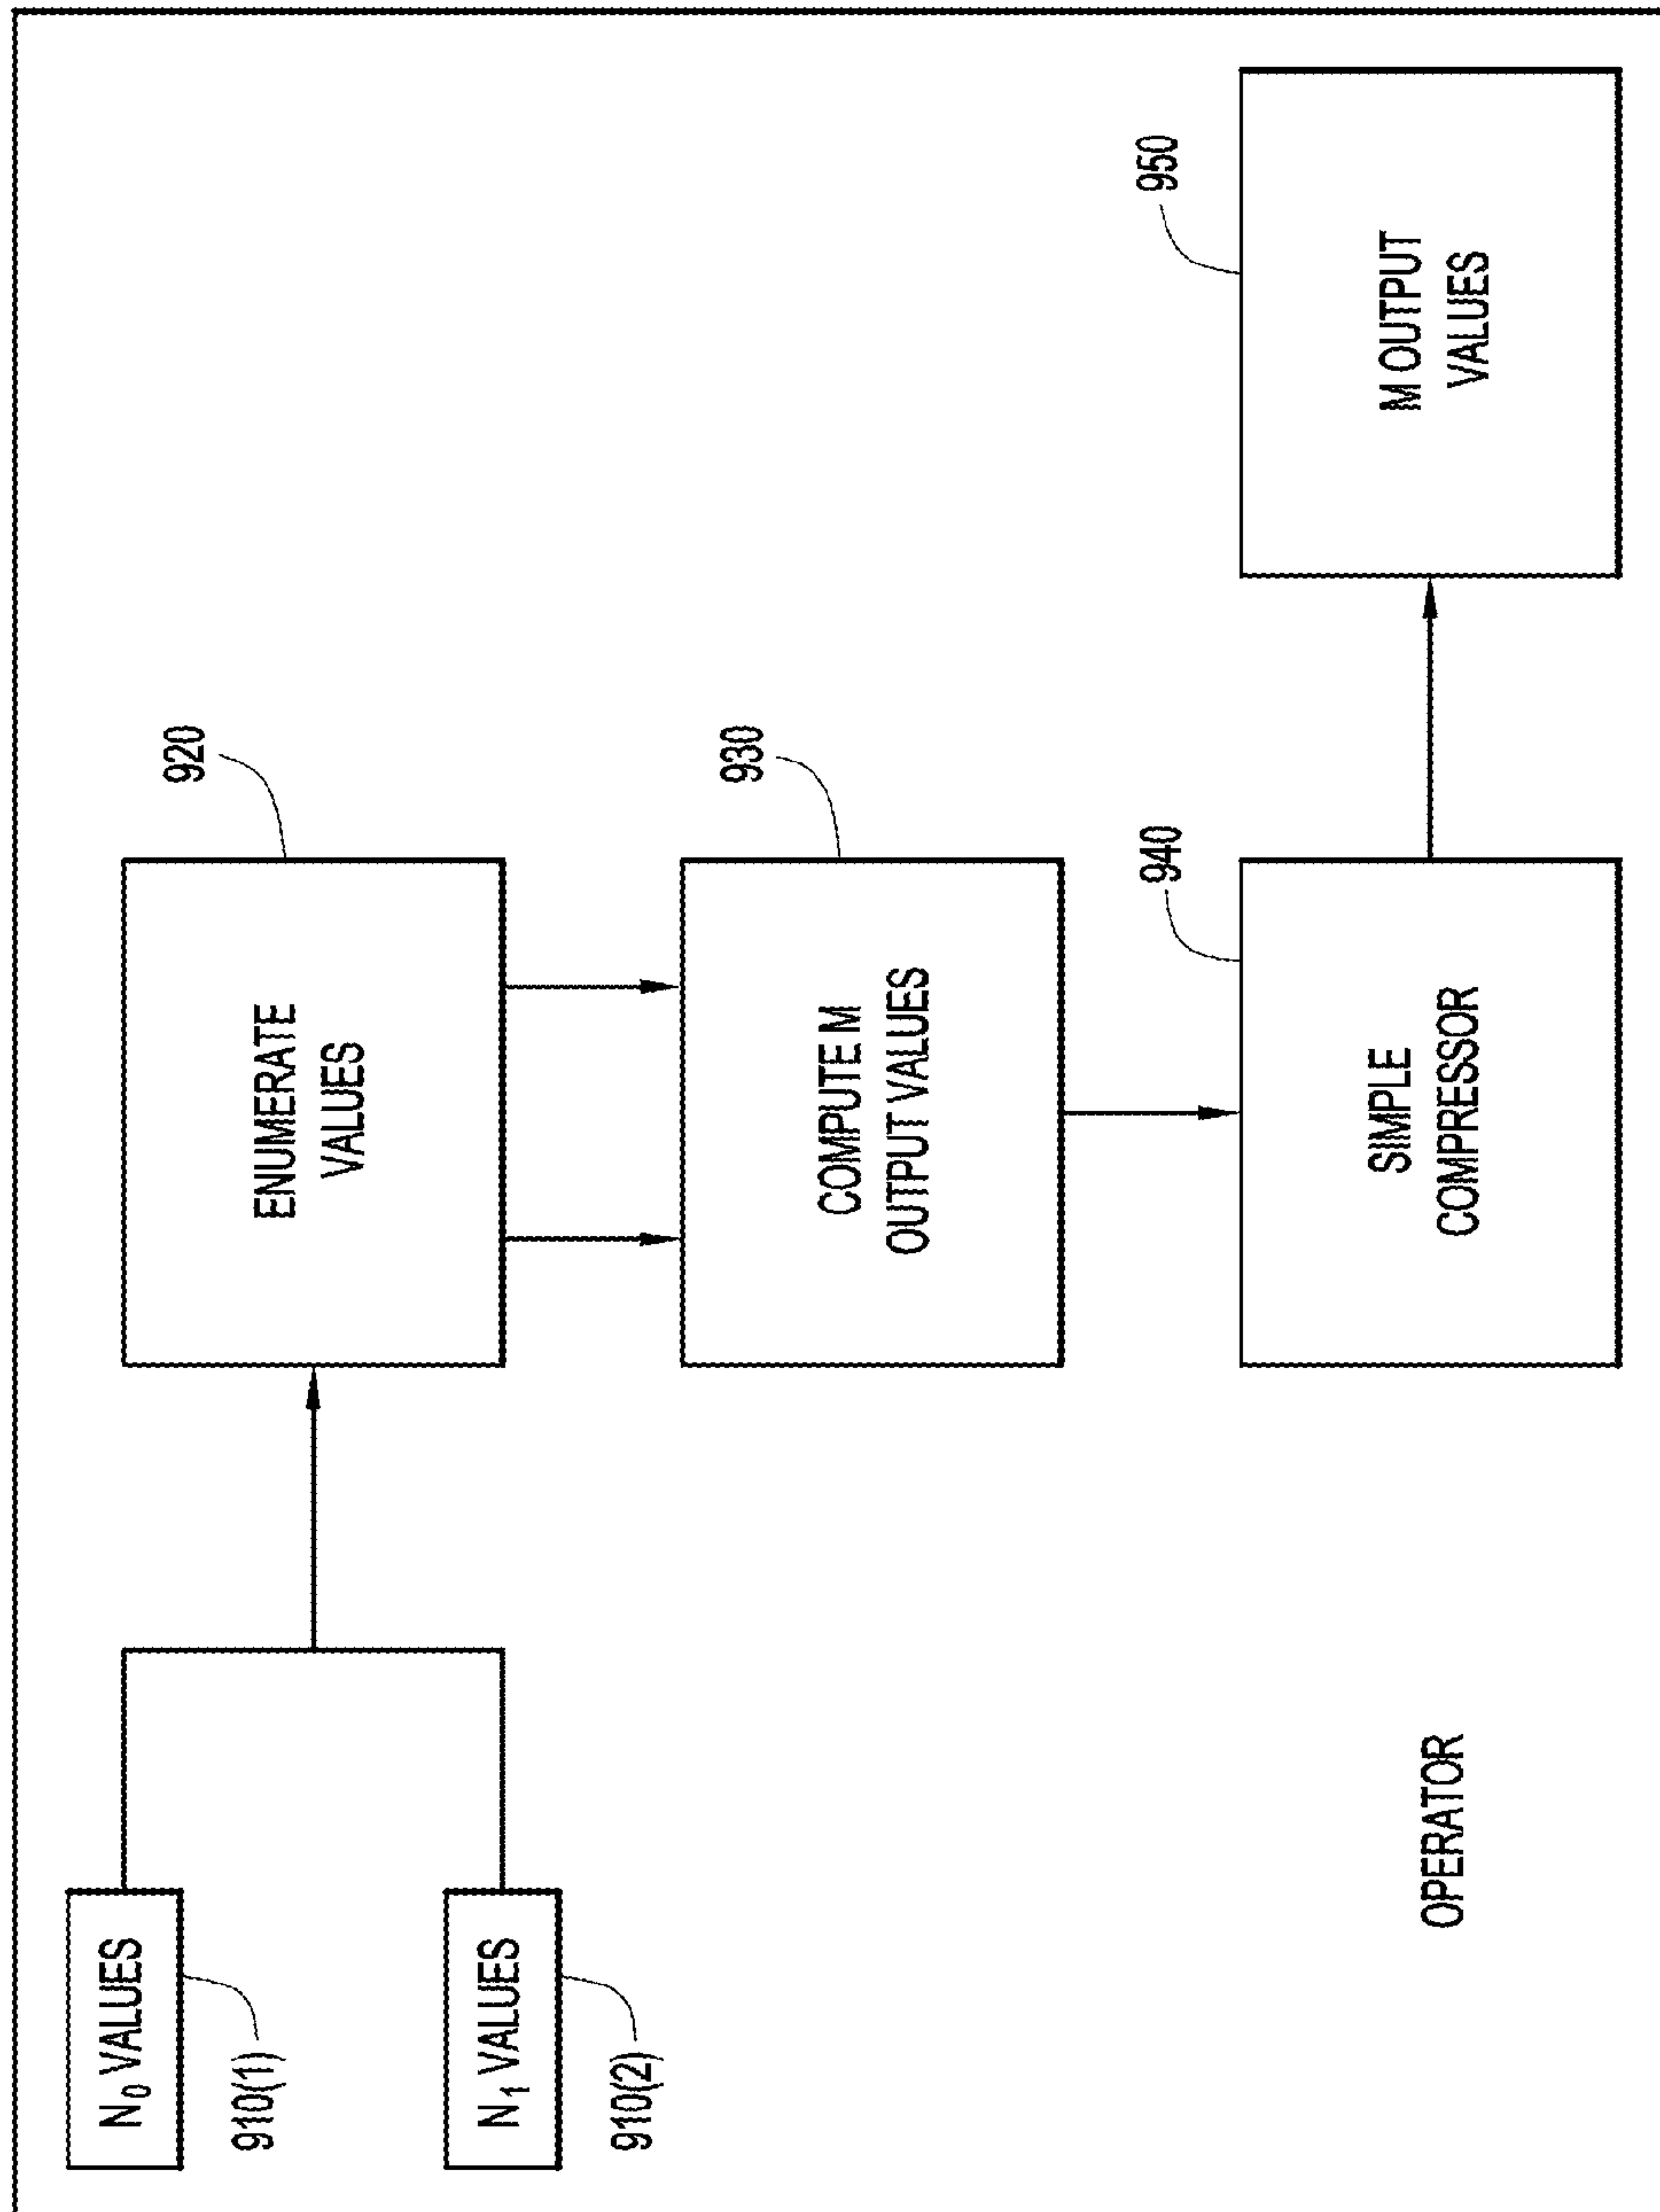 N0 VALUES
910(1)
N1 VALUES
910(2)
ENUMERATE
VALUES
920
COMPUTE M
OUTPUT VALUES
930
SIMPLE
COMPRESSOR
940
M OUTPUT
VALUES
950
OPERATOR